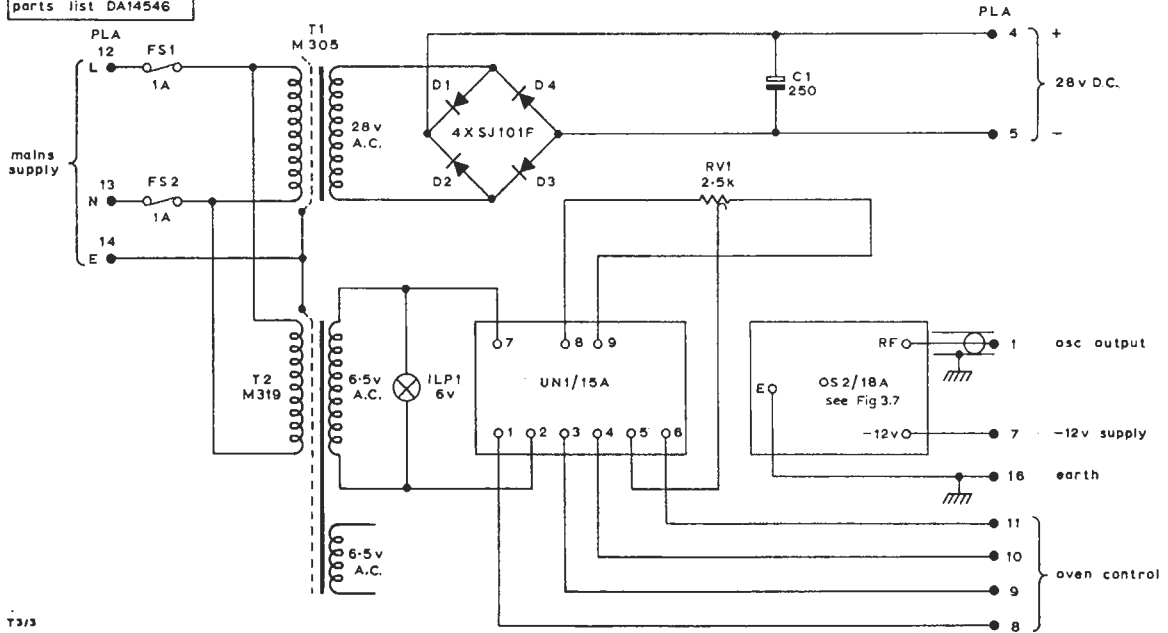 parts list DA14546
PLA
12
L
FS1
1A
T1
M305
28v
A.C.
D1
D4
4XSJ101F
D2
D3
C1
250
PLA
4
+
28v D.C.
5
-
mains
supply
13
N
FS2
1A
14
E
RV1
2·5k
T2
M319
6·5v
A.C.
ILP1
6v
7
8
9
UN1/15A
1
2
3
4
5
6
RF
E
OS2/18A
see Fig 3.7
-12v
1
osc output
7
-12v supply
16
earth
11
10
9
8
oven control
6·5v
A.C.
T3/3